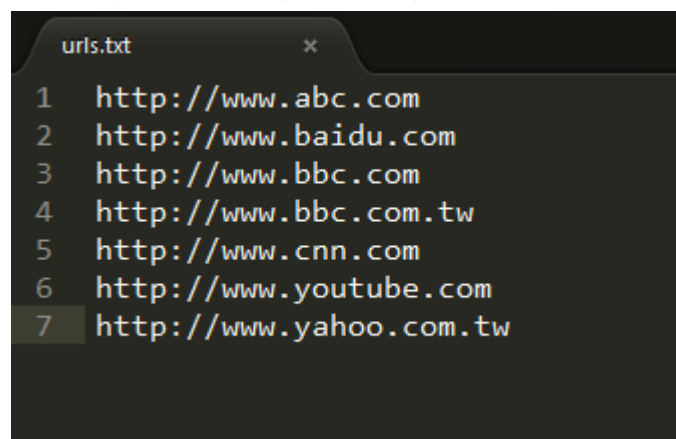 urls.txt ×
1 http://www.abc.com
2 http://www.baidu.com
3 http://www.bbc.com
4 http://www.bbc.com.tw
5 http://www.cnn.com
6 http://www.youtube.com
7 http://www.yahoo.com.tw